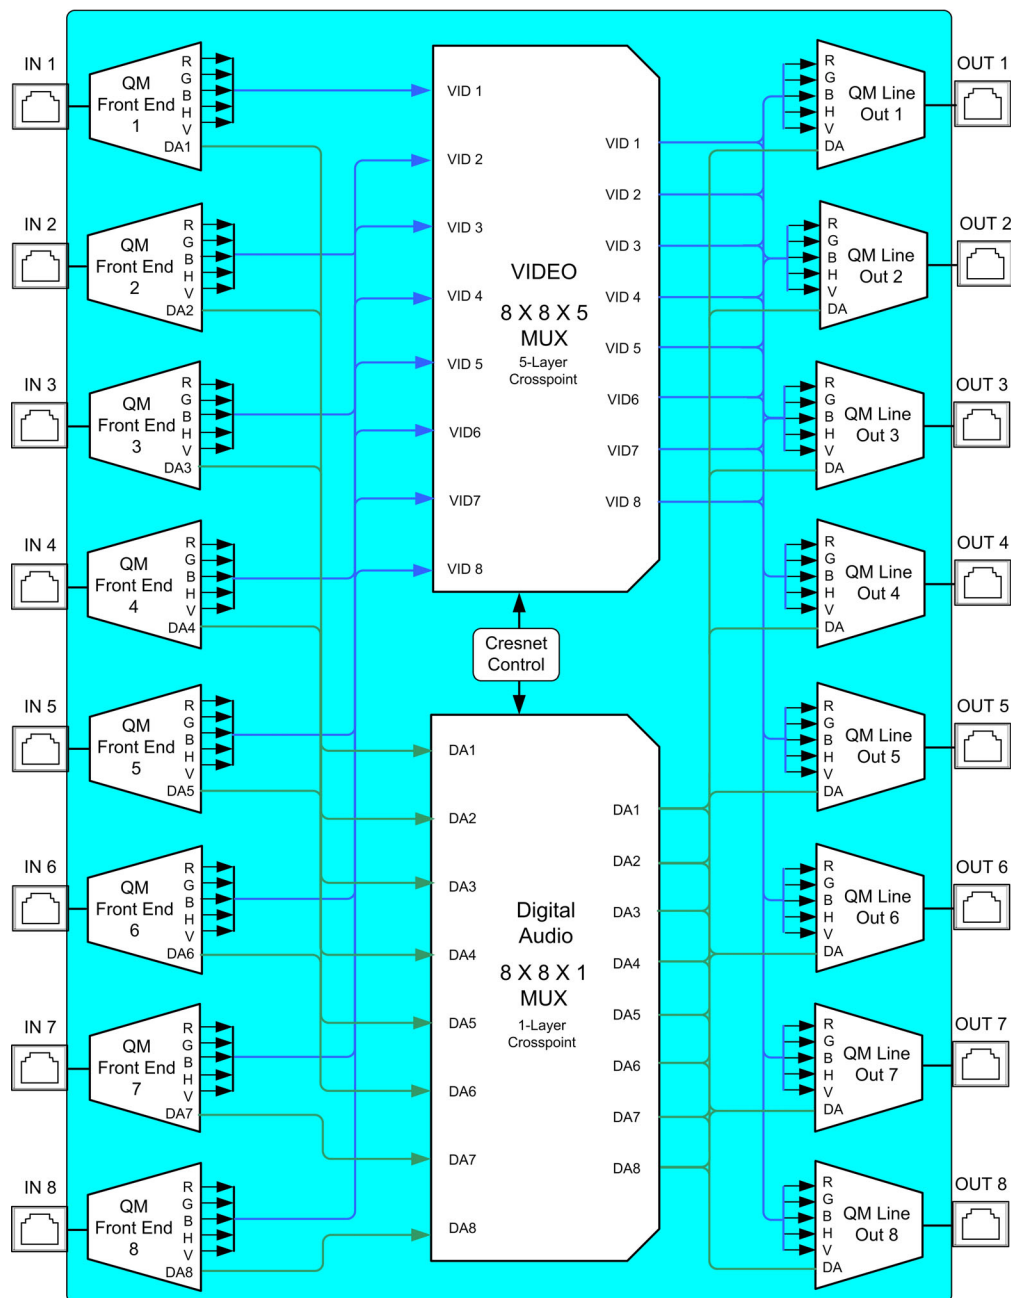 IN 1
QM
Front End
1
R
G
B
H
V
DA1
IN 2
QM
Front End
2
R
G
B
H
V
DA2
IN 3
QM
Front End
3
R
G
B
H
V
DA3
IN 4
QM
Front End
4
R
G
B
H
V
DA4
IN 5
QM
Front End
5
R
G
B
H
V
DA5
IN 6
QM
Front End
6
R
G
B
H
V
DA6
IN 7
QM
Front End
7
R
G
B
H
V
DA7
IN 8
QM
Front End
8
R
G
B
H
V
DA8
VID 1
VID 2
VID 3
VID 4
VID 5
VID6
VID7
VID 8
VIDEO
8 X 8 X 5
MUX
5-Layer
Crosspoint
VID 1
VID 2
VID 3
VID 4
VID 5
VID6
VID7
VID 8
Cresnet
Control
DA1
DA2
DA3
DA4
DA5
DA6
DA7
DA8
Digital
Audio
8 X 8 X 1
MUX
1-Layer
Crosspoint
DA1
DA2
DA3
DA4
DA5
DA6
DA7
DA8
R
G
B
H
V
DA
QM Line
Out 1
OUT 1
R
G
B
H
V
DA
QM Line
Out 2
OUT 2
R
G
B
H
V
DA
QM Line
Out 3
OUT 3
R
G
B
H
V
DA
QM Line
Out 4
OUT 4
R
G
B
H
V
DA
QM Line
Out 5
OUT 5
R
G
B
H
V
DA
QM Line
Out 6
OUT 6
R
G
B
H
V
DA
QM Line
Out 7
OUT 7
R
G
B
H
V
DA
QM Line
Out 8
OUT 8